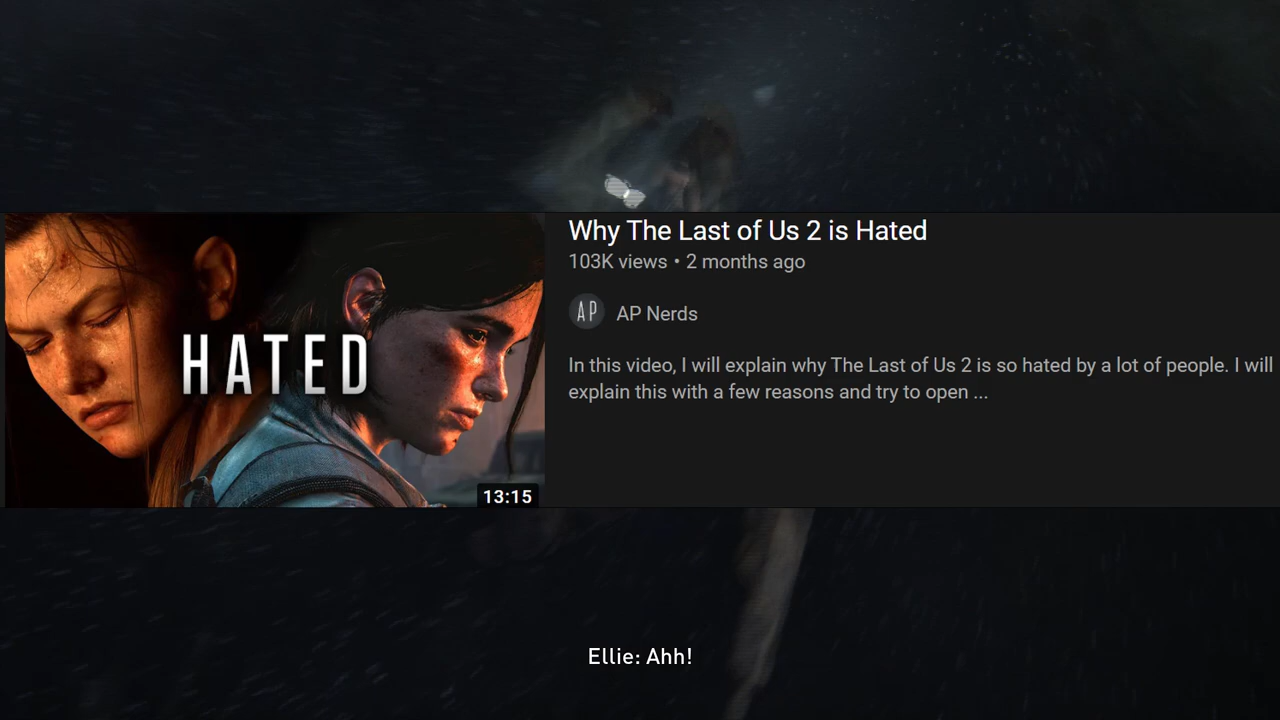 Why The Last of Us 2 is Hated
103K views • 2 months ago
AP
AP Nerds
In this video, I will explain why The Last of Us 2 is so hated by a lot of people. I will
explain this with a few reasons and try to open ...
HATED
13:15
Ellie: Ahh!